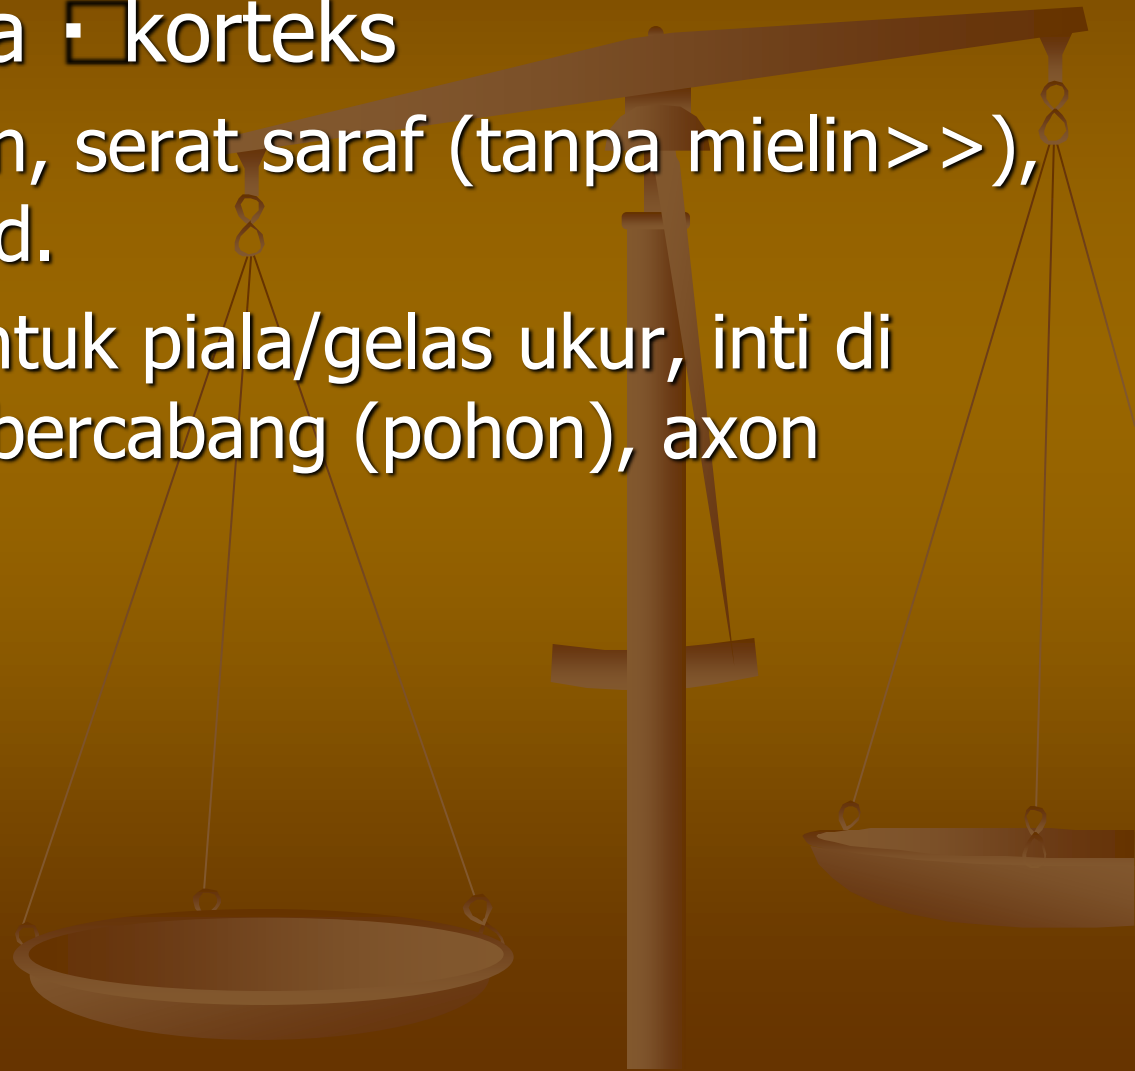 a ▪korteks
n, serat saraf (tanpa mielin>>),
d.
ntuk piala/gelas ukur, inti di
bercabang (pohon), axon